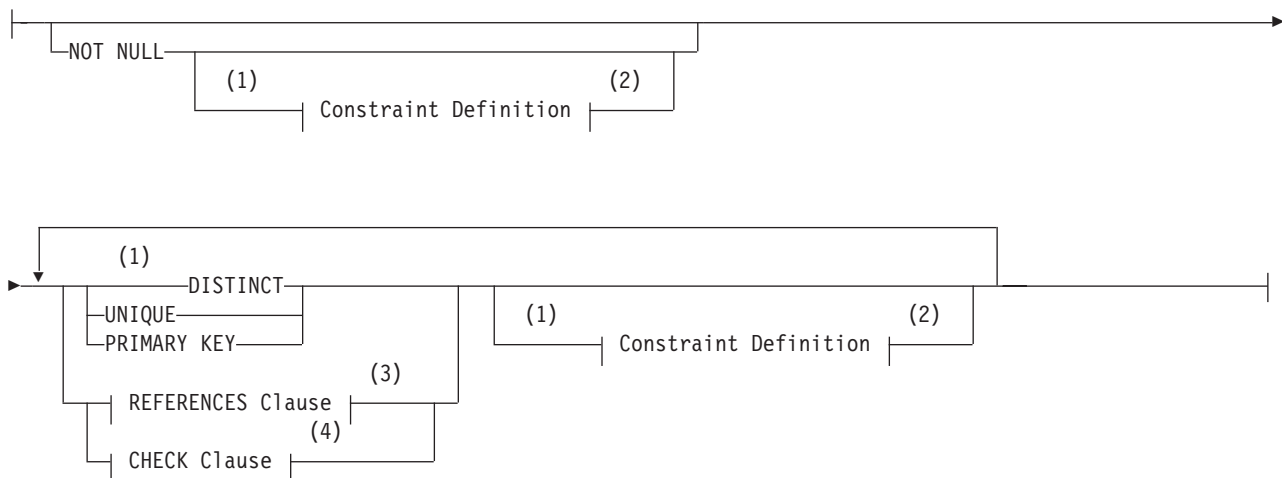 NOT NULL
(1) (2)
Constraint Definition
(1)
DISTINCT
UNIQUE (1) (2)
PRIMARY KEY Constraint Definition
(3)
REFERENCES Clause
(4)
CHECK Clause